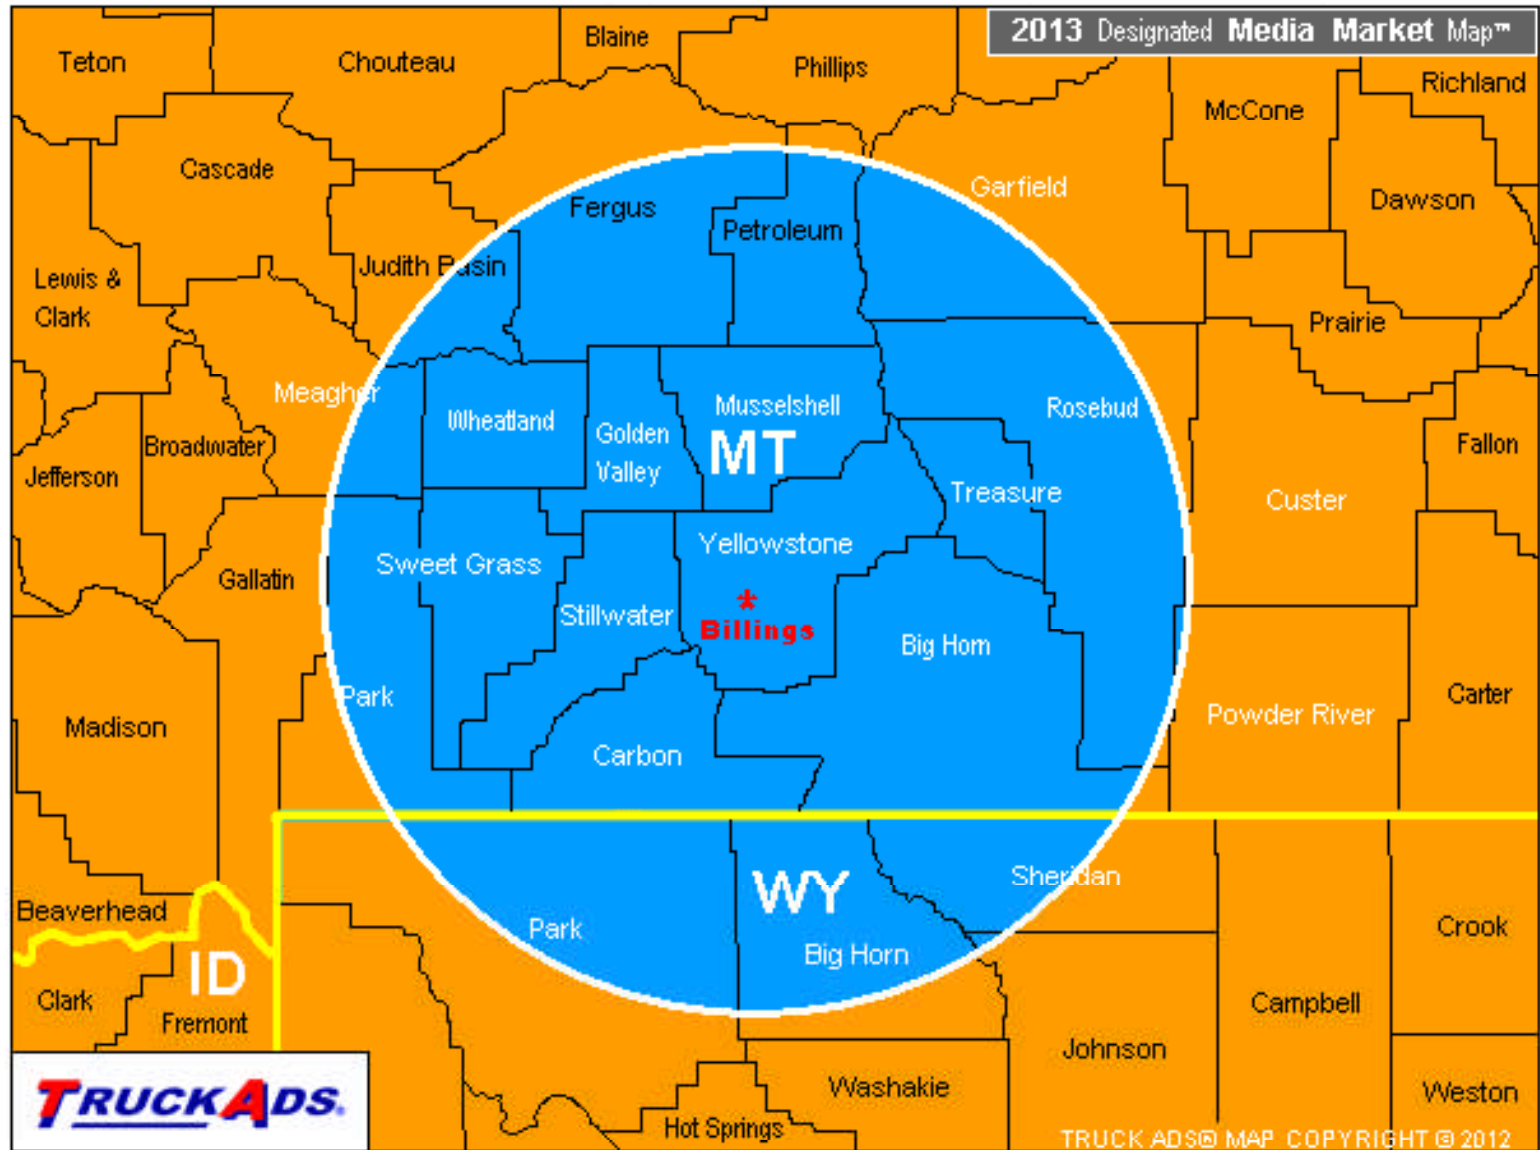 2013 Designated Media Market Map™
Blaine
Teton
Chouteau
Phillips
Richland
McCone
Cascade
Garfield
Dawson
Fergus
Petroleum
Judith Basin
Lewis &
Clark
Prairie
Meagher
Wheatland
Musselshell
Rosebud
Golden
Valley
MT
Broadwater
Fallon
Jefferson
Treasure
Custer
Yellowstone
Sweet Grass
Gallatin
Stillwater
*
Billings
Big Horn
Park
Carter
Powder River
Madison
Carbon
Sheridan
WY
Beaverhead
Park
Crook
Big Horn
ID
Clark
Fremont
Campbell
Johnson
Washakie
Weston
TRUCKADS.
Hot Springs
TRUCK ADS® MAP COPYRIGHT © 2012